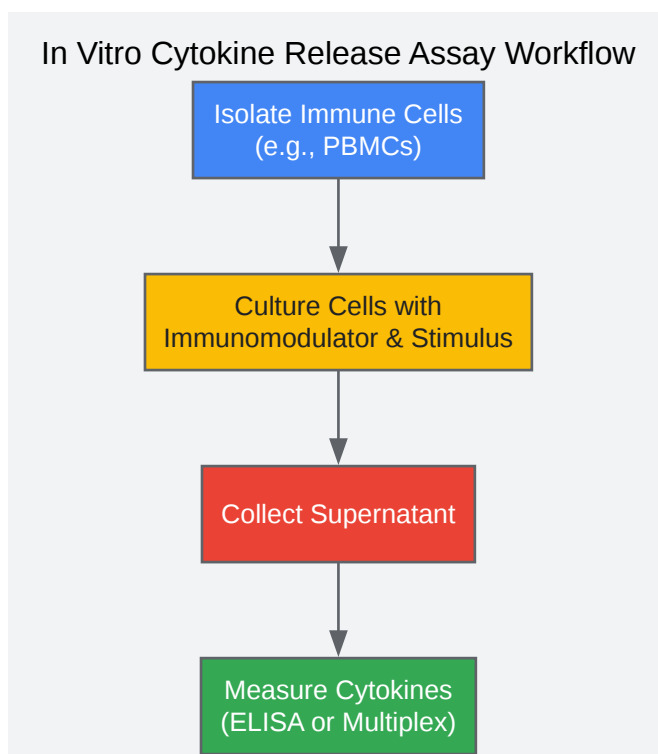 In Vitro Cytokine Release Assay Workflow
Isolate Immune Cells
(e.g., PBMCs)
Culture Cells with
Immunomodulator & Stimulus
Collect Supernatant
Measure Cytokines
(ELISA or Multiplex)